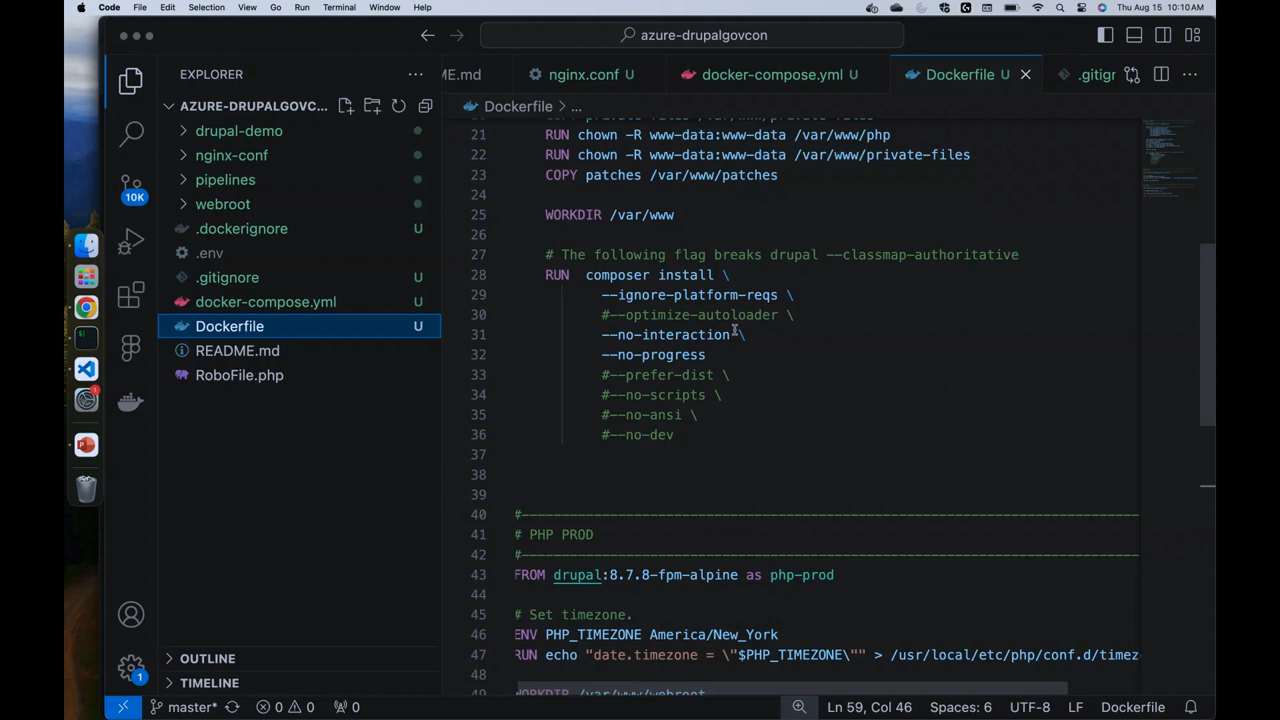 Code File Edit Selection View Go Run Terminal Window Help
Thu Aug 15 10:10 AM
azure-drupalgovcon
EXPLORER
ME.md
nginx.conf U
docker-compose.yml U
Dockerfile U
.gitigr
AZURE-DRUPALGOVC...
Dockerfile > ...
drupal-demo
nginx-conf
pipelines
webroot
.dockerignore U
.env
.gitignore U
docker-compose.yml U
Dockerfile U
README.md
RoboFile.php
10K
1
21 RUN chown -R www-data:www-data /var/www/php
22 RUN chown -R www-data:www-data /var/www/private-files
23 COPY patches /var/www/patches
24
25 WORKDIR /var/www
26
27 # The following flag breaks drupal --classmap-authoritative
28 RUN  composer install \
29 --ignore-platform-reqs \
30 #--optimize-autoloader \
31 --no-interaction \
32 --no-progress
33 #--prefer-dist \
34 #--no-scripts \
35 #--no-ansi \
36 #--no-dev
37
38
39
40 #------------------------------------------------------------------------------
41 # PHP PROD
42 #------------------------------------------------------------------------------
43 FROM drupal:8.7.8-fpm-alpine as php-prod
44
45 # Set timezone.
46 ENV PHP_TIMEZONE America/New_York
47 RUN echo "date.timezone = \"$PHP_TIMEZONE\"" > /usr/local/etc/php/conf.d/timez
48
49 WORKDIR /var/www/webroot
OUTLINE
TIMELINE
1
master* 0 0 0
Ln 59, Col 46 Spaces: 6 UTF-8 LF Dockerfile